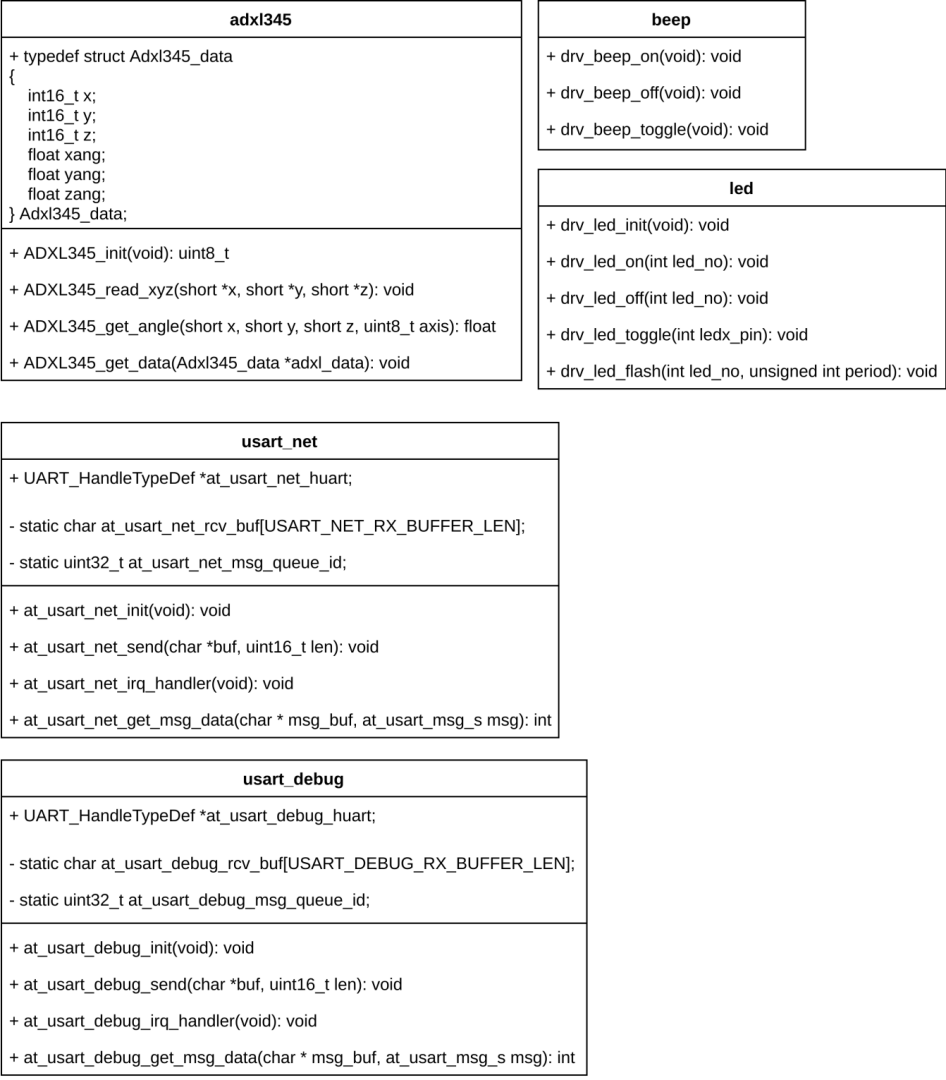 adxl345
+ typedef struct Adxl345_data
{
    int16_t x;
    int16_t y;
    int16_t z;
    float xang;
    float yang;
    float zang;
} Adxl345_data;
+ ADXL345_init(void): uint8_t
+ ADXL345_read_xyz(short *x, short *y, short *z): void
+ ADXL345_get_angle(short x, short y, short z, uint8_t axis): float
+ ADXL345_get_data(Adxl345_data *adxl_data): void
beep
+ drv_beep_on(void): void
+ drv_beep_off(void): void
+ drv_beep_toggle(void): void
led
+ drv_led_init(void): void
+ drv_led_on(int led_no): void
+ drv_led_off(int led_no): void
+ drv_led_toggle(int ledx_pin): void
+ drv_led_flash(int led_no, unsigned int period): void
usart_net
+ UART_HandleTypeDef *at_usart_net_huart;
- static char at_usart_net_rcv_buf[USART_NET_RX_BUFFER_LEN];
- static uint32_t at_usart_net_msg_queue_id;
+ at_usart_net_init(void): void
+ at_usart_net_send(char *buf, uint16_t len): void
+ at_usart_net_irq_handler(void): void
+ at_usart_net_get_msg_data(char * msg_buf, at_usart_msg_s msg): int
usart_debug
+ UART_HandleTypeDef *at_usart_debug_huart;
- static char at_usart_debug_rcv_buf[USART_DEBUG_RX_BUFFER_LEN];
- static uint32_t at_usart_debug_msg_queue_id;
+ at_usart_debug_init(void): void
+ at_usart_debug_send(char *buf, uint16_t len): void
+ at_usart_debug_irq_handler(void): void
+ at_usart_debug_get_msg_data(char * msg_buf, at_usart_msg_s msg): int